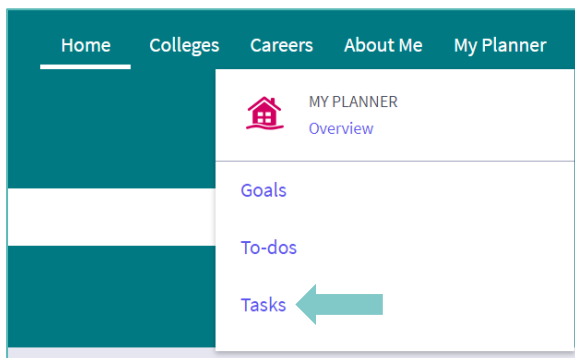 Home Colleges Careers About Me My Planner
MY PLANNER
Overview
Goals
To-dos
Tasks